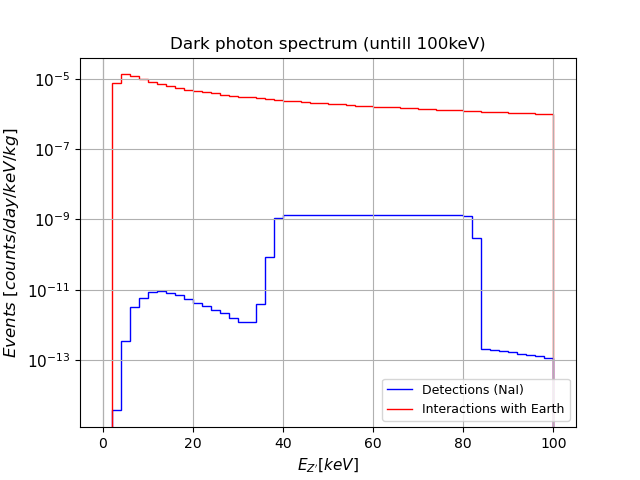 Dark photon spectrum (untill 100keV)
Events [counts/day/keV/kg]
10⁻⁵
10⁻⁷
10⁻⁹
10⁻¹¹
10⁻¹³
Detections (NaI)
Interactions with Earth
0 20 40 60 80 100
E_{Z'}[keV]